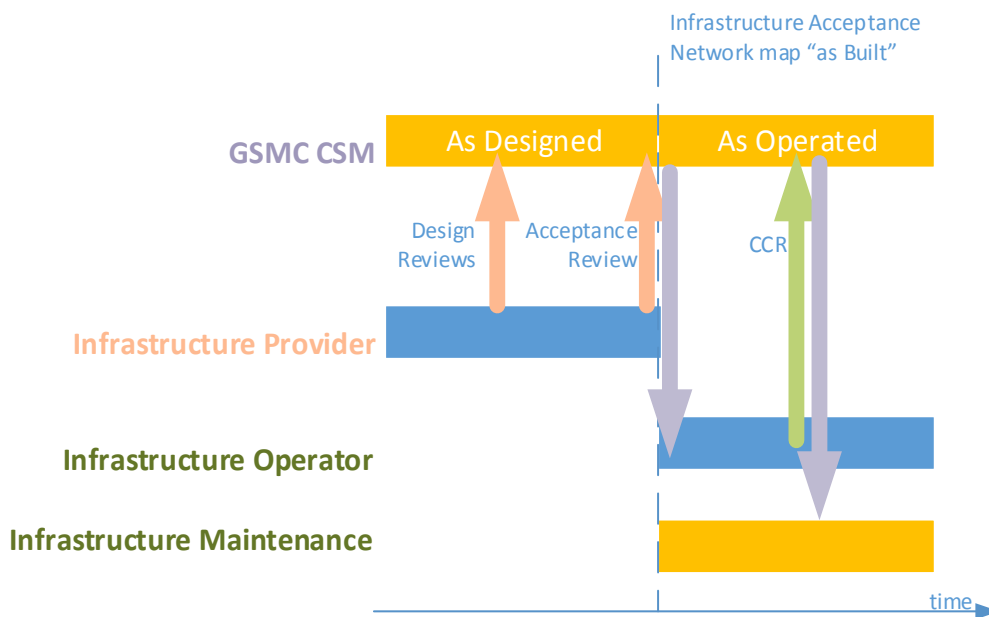 Infrastructure Acceptance
Network map “as Built”
GSMC CSM
As Designed
As Operated
Design
Reviews
Acceptance
Review
CCR
Infrastructure Provider
Infrastructure Operator
Infrastructure Maintenance
time